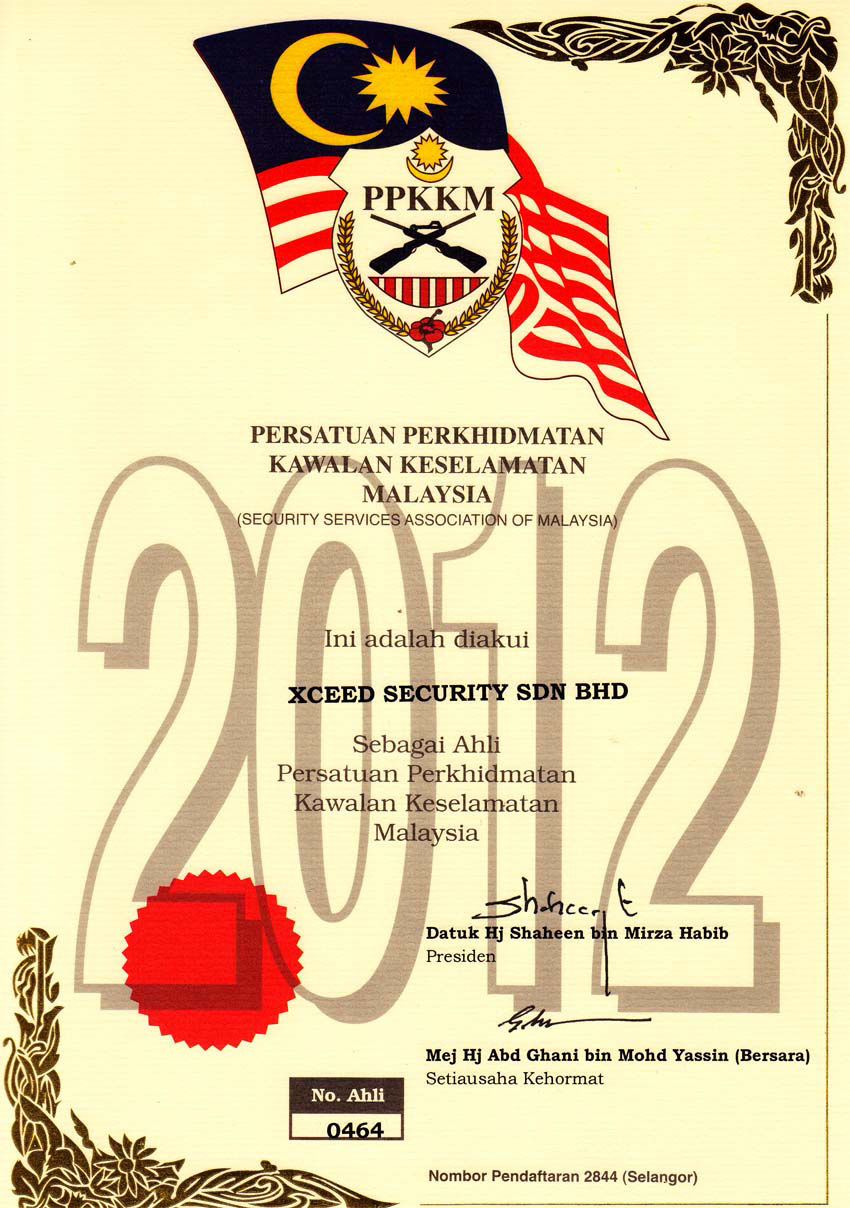 PPKKM
PERSATUAN PERKHIDMATAN
KAWALAN KESELAMATAN
MALAYSIA
(SECURITY SERVICES ASSOCIATION OF MALAYSIA)
2012
Ini adalah diakui
XCEED SECURITY SDN BHD
Sebagai Ahli
Persatuan Perkhidmatan
Kawalan Keselamatan
Malaysia
Datuk Hj Shaheen bin Mirza Habib
Presiden
Mej Hj Abd Ghani bin Mohd Yassin (Bersara)
Setiausaha Kehormat
No. Ahli
0464
Nombor Pendaftaran 2844 (Selangor)